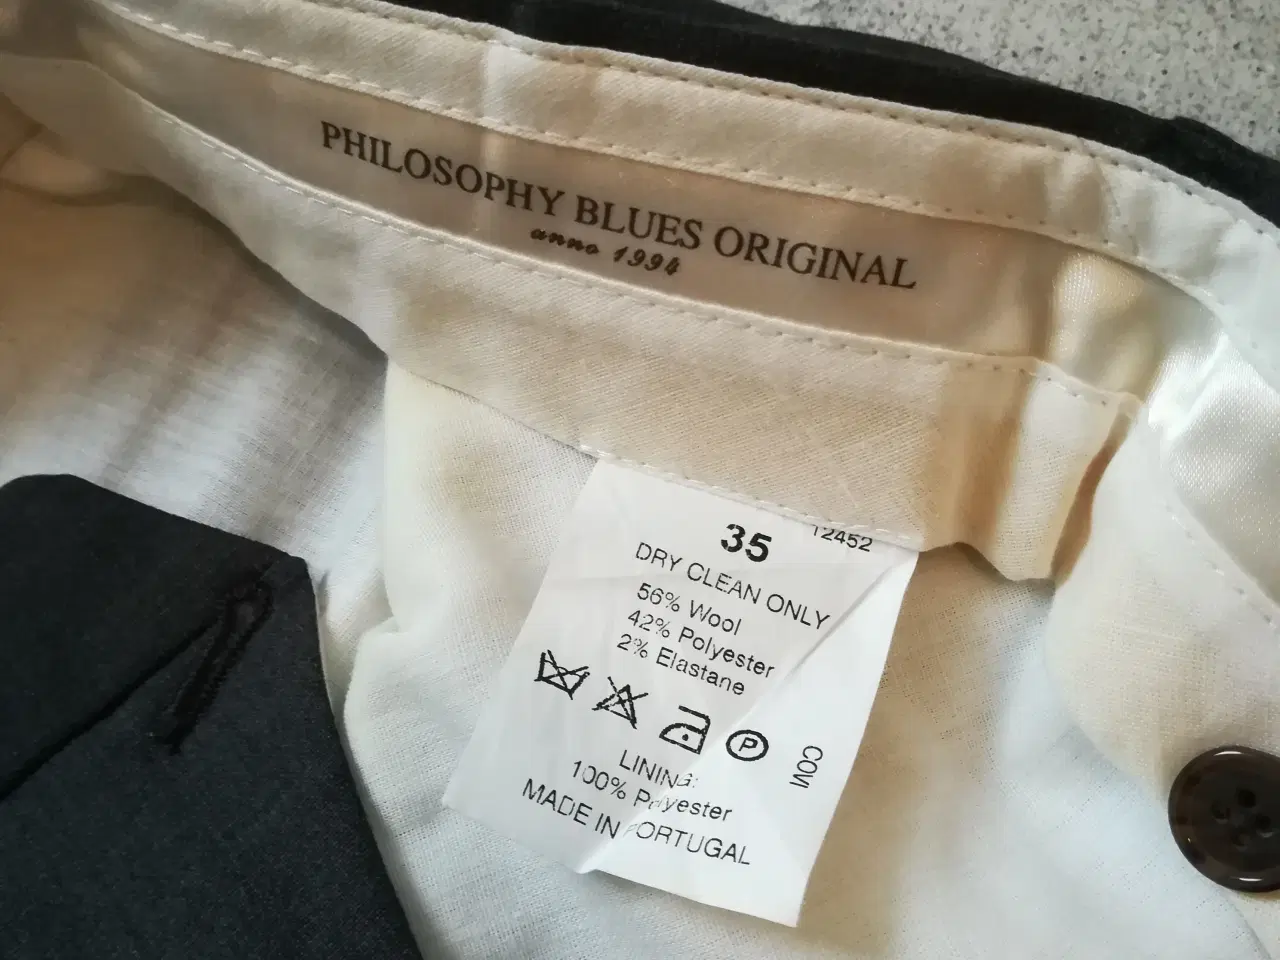 PHILOSOPHY BLUES ORIGINAL
anno 1994
35
12452
DRY CLEAN ONLY
56% Wool
42% Polyester
2% Elastane
P
COM
LINING:
100% Polyester
MADE IN PORTUGAL